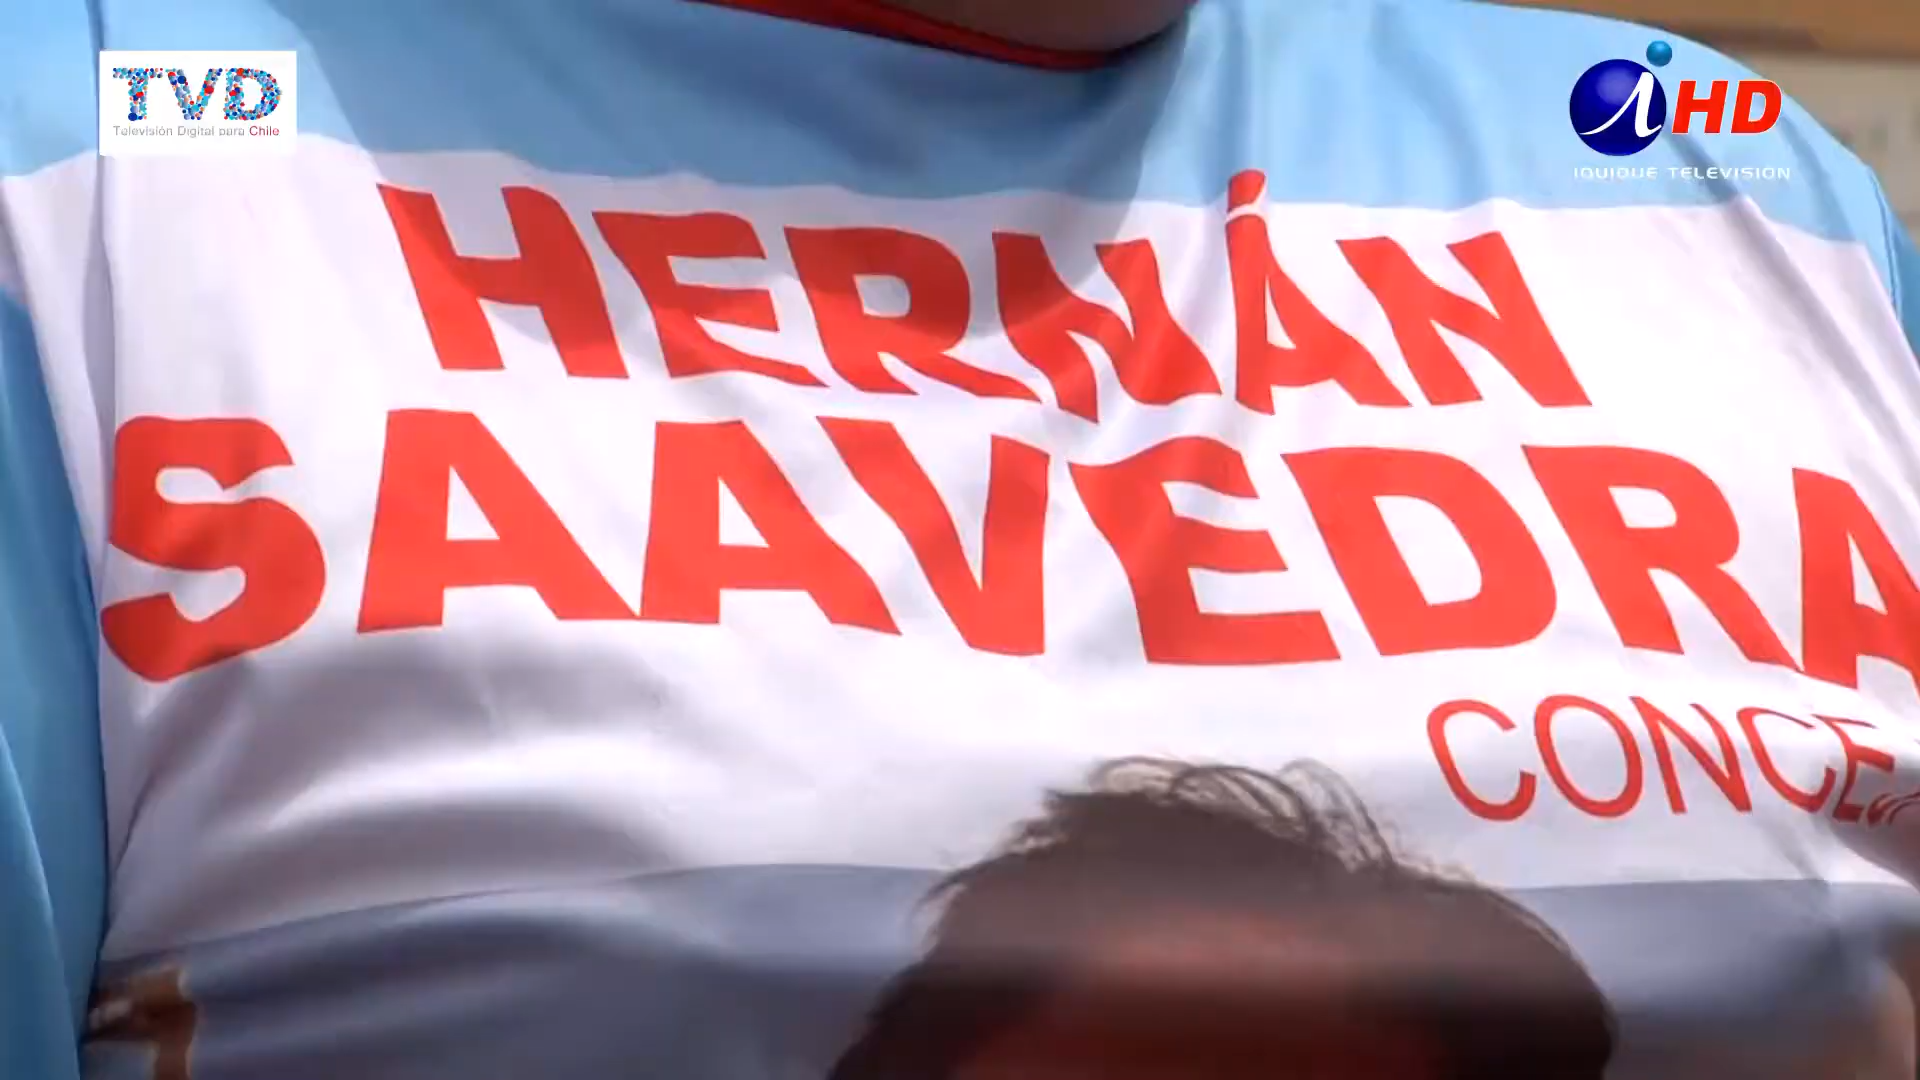 TVD
Televisión Digital para Chile
HD
IQUIQUE TELEVISION
HERNÁN
SAAVEDRA